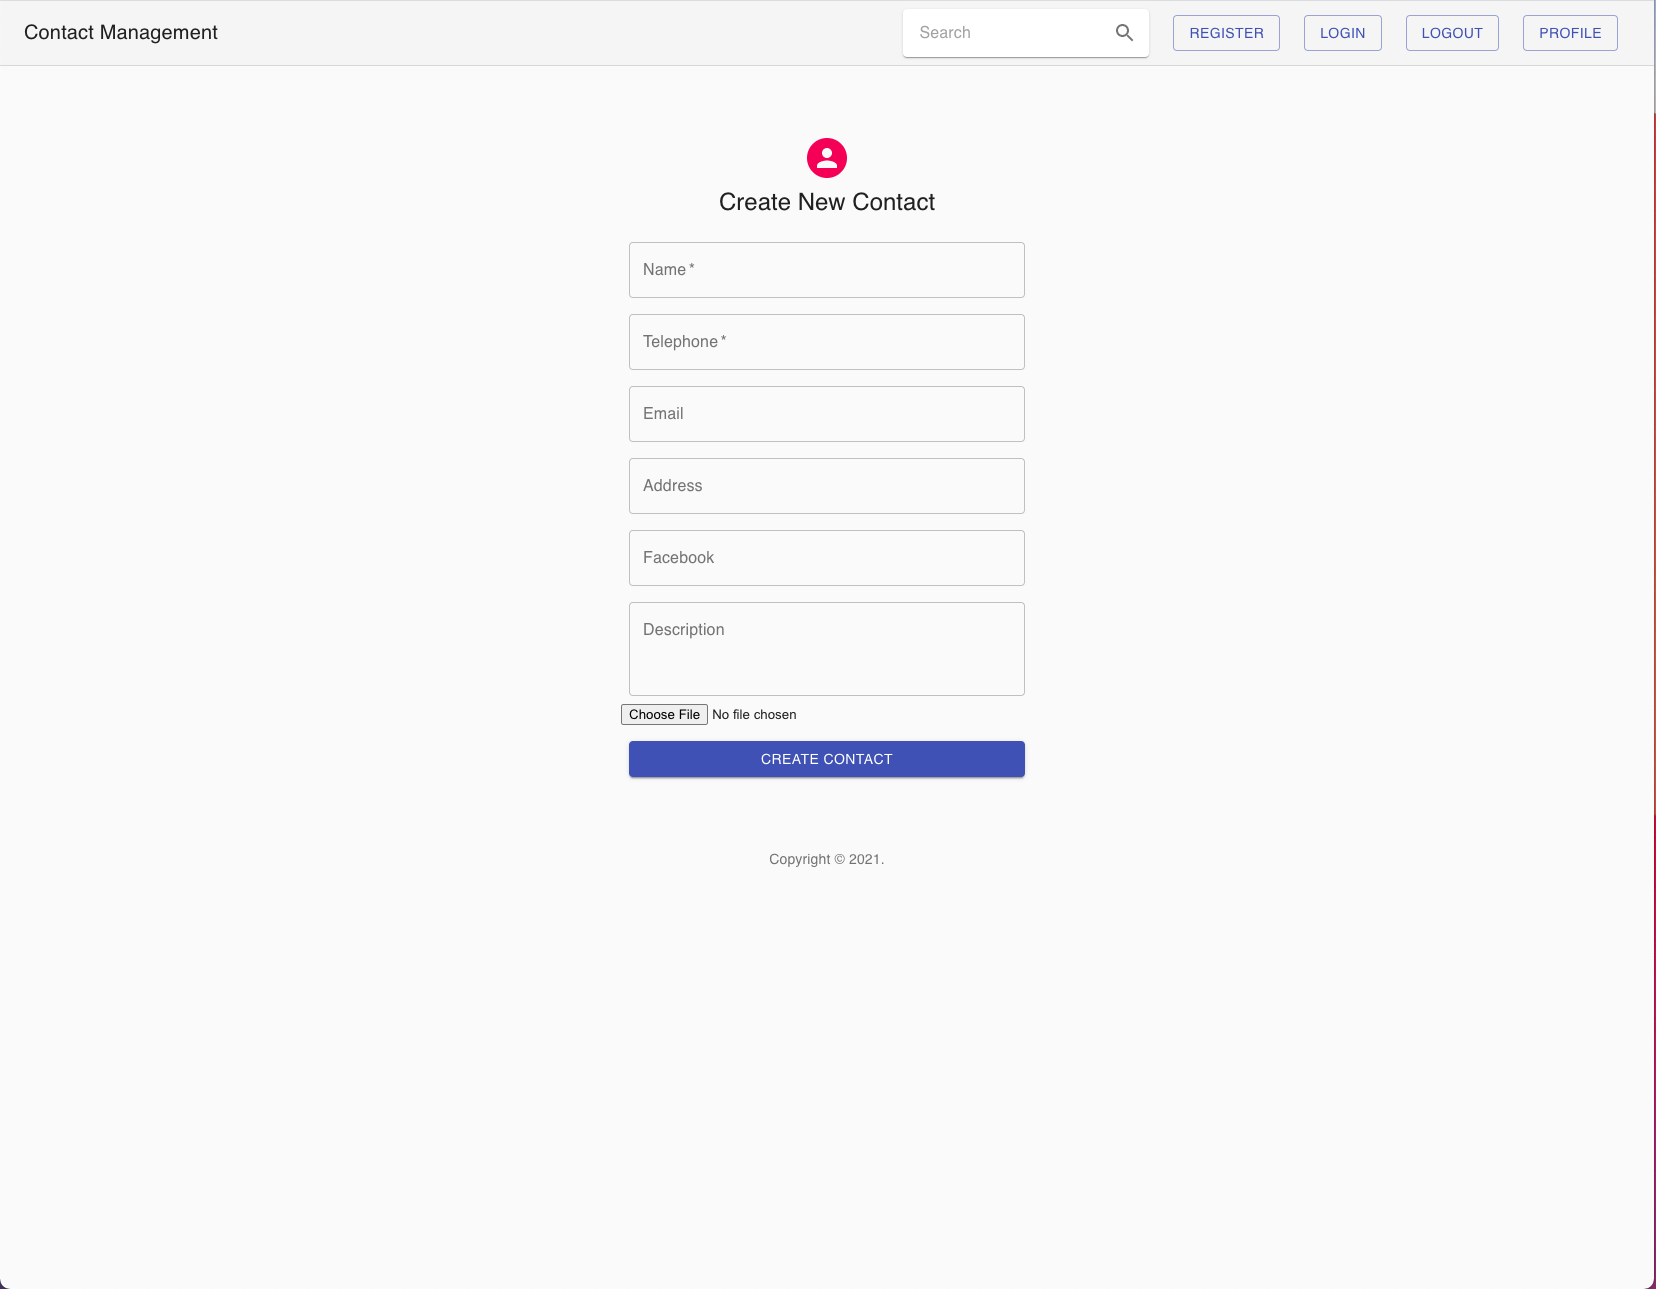 Contact Management
Search
REGISTER
LOGIN
LOGOUT
PROFILE
Create New Contact
Name *
Telephone *
Email
Address
Facebook
Description
Choose File No file chosen
CREATE CONTACT
Copyright © 2021.